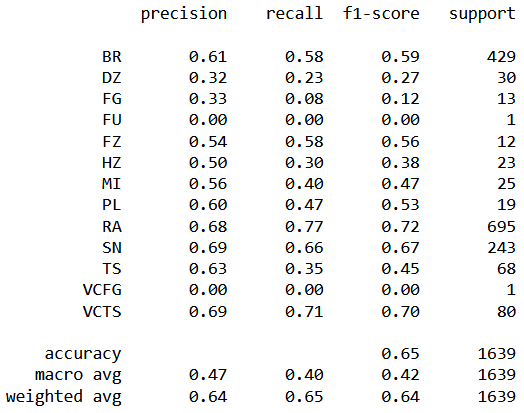 precision recall f1-score support
BR 0.61 0.58 0.59 429
DZ 0.32 0.23 0.27 30
FG 0.33 0.08 0.12 13
FU 0.00 0.00 0.00 1
FZ 0.54 0.58 0.56 12
HZ 0.50 0.30 0.38 23
MI 0.56 0.40 0.47 25
PL 0.60 0.47 0.53 19
RA 0.68 0.77 0.72 695
SN 0.69 0.66 0.67 243
TS 0.63 0.35 0.45 68
VCFG 0.00 0.00 0.00 1
VCTS 0.69 0.71 0.70 80
accuracy 0.65 1639
macro avg 0.47 0.40 0.42 1639
weighted avg 0.64 0.65 0.64 1639